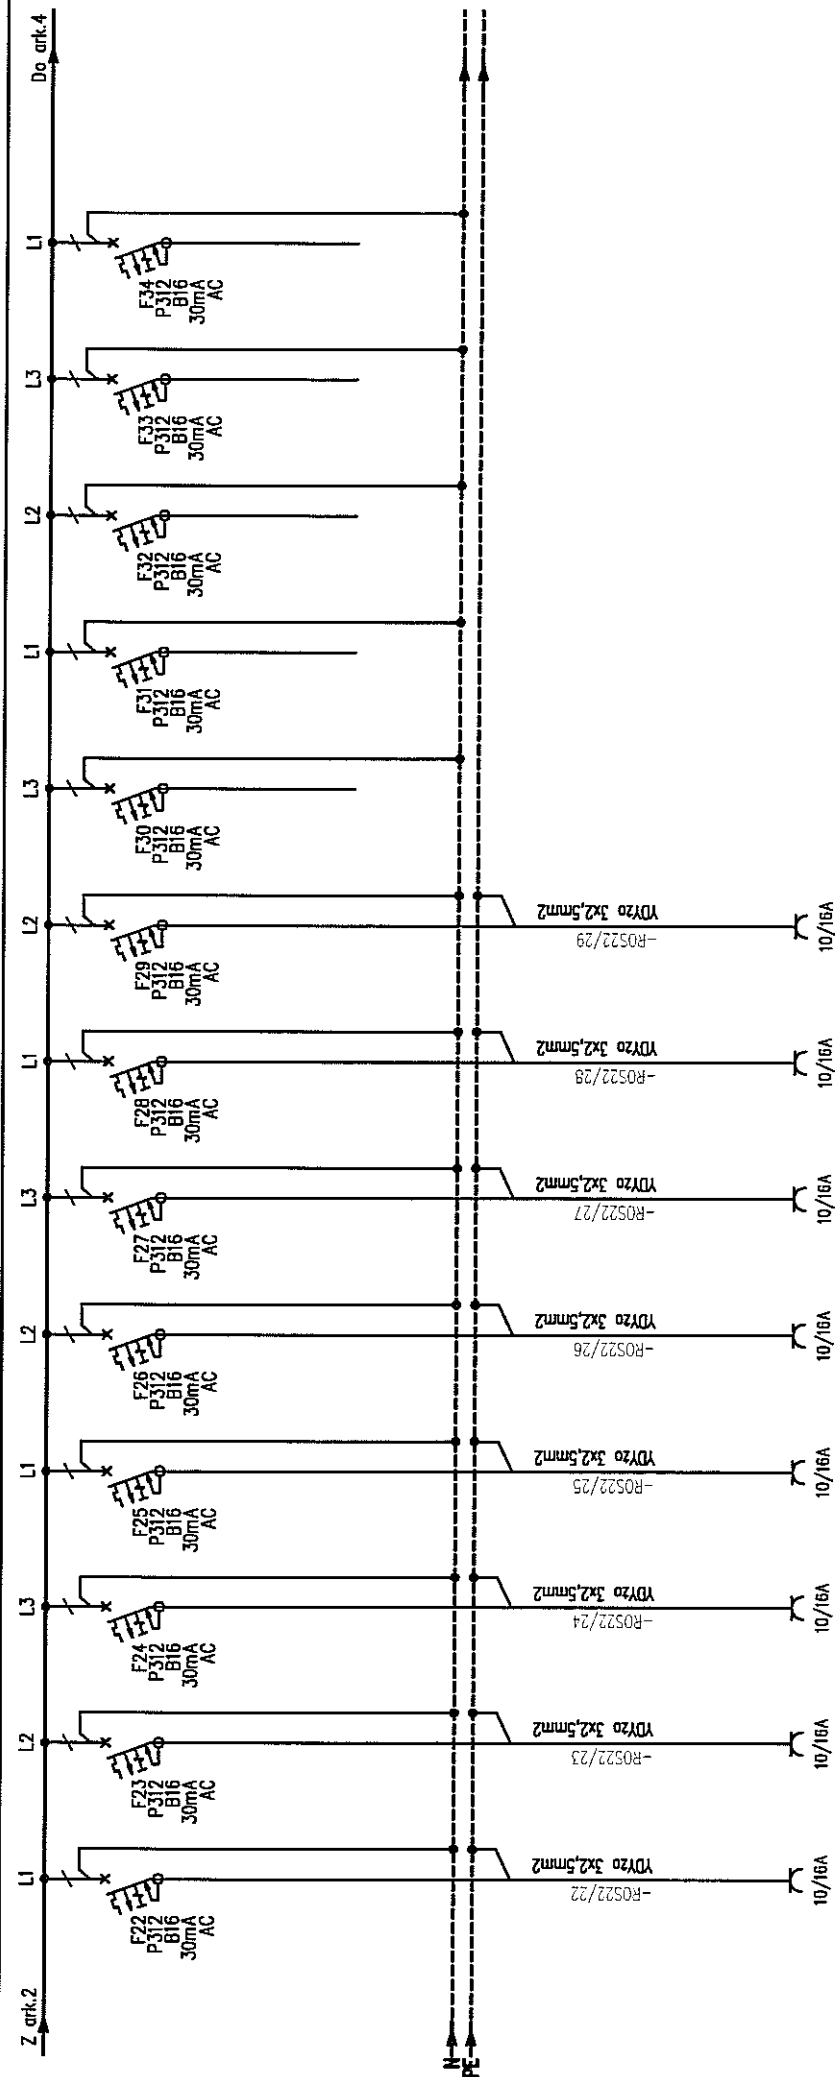 Z ark.2
L1
F22
P312
B16
30mA
AC
-ROS22/22
YDYżo 3x2,5mm2
10/16A
L2
F23
P312
B16
30mA
AC
-ROS22/23
YDYżo 3x2,5mm2
10/16A
L3
F24
P312
B16
30mA
AC
-ROS22/24
YDYżo 3x2,5mm2
10/16A
L1
F25
P312
B16
30mA
AC
-ROS22/25
YDYżo 3x2,5mm2
10/16A
L2
F26
P312
B16
30mA
AC
-ROS22/26
YDYżo 3x2,5mm2
10/16A
L3
F27
P312
B16
30mA
AC
-ROS22/27
YDYżo 3x2,5mm2
10/16A
L1
F28
P312
B16
30mA
AC
-ROS22/28
YDYżo 3x2,5mm2
10/16A
L2
F29
P312
B16
30mA
AC
-ROS22/29
YDYżo 3x2,5mm2
10/16A
L3
F30
P312
B16
30mA
AC
L1
F31
P312
B16
30mA
AC
L2
F32
P312
B16
30mA
AC
L3
F33
P312
B16
30mA
AC
L1
F34
P312
B16
30mA
AC
Do ark.4
N
PE